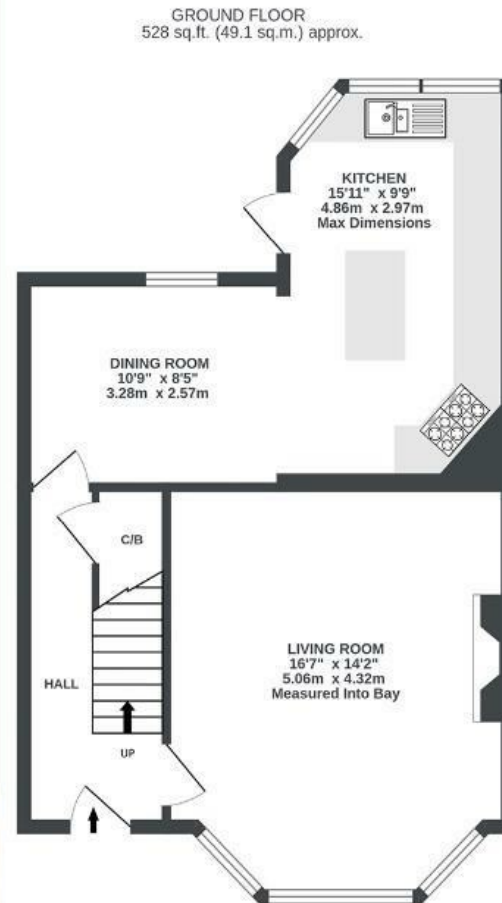 GROUND FLOOR
528 sq.ft. (49.1 sq.m.) approx.
KITCHEN
15'11" x 9'9"
4.86m x 2.97m
Max Dimensions
DINING ROOM
10'9" x 8'5"
3.28m x 2.57m
C/B
HALL
UP
LIVING ROOM
16'7" x 14'2"
5.06m x 4.32m
Measured Into Bay